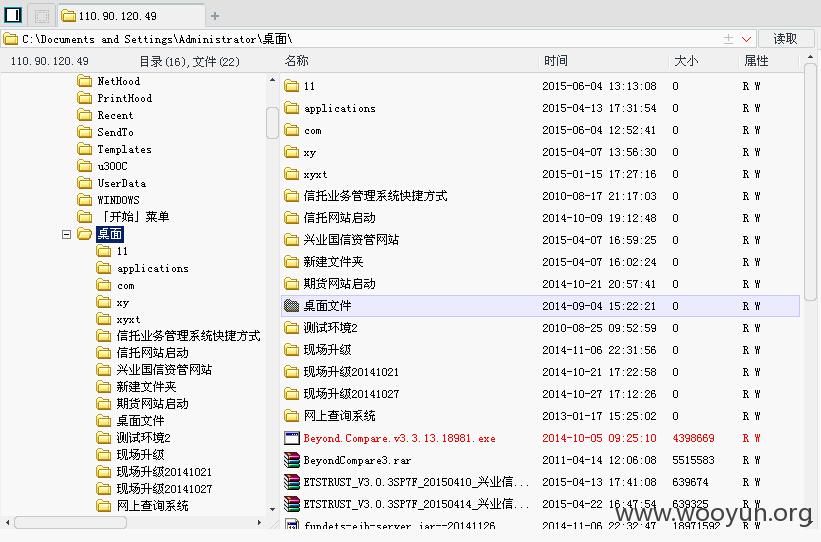 110.90.120.49
C:\Documents and Settings\Administrator\桌面\ 读取
110.90.120.49 目录(16),文件(22)
NetHood
PrintHood
Recent
SendTo
Templates
u300C
UserData
WINDOWS
「开始」菜单
桌面
11
applications
com
xy
xyxt
信托业务管理系统快捷方式
信托网站启动
兴业国信资管网站
新建文件夹
期货网站启动
桌面文件
测试环境2
现场升级
现场升级20141021
现场升级20141027
网上查询系统
名称 时间 大小 属性
11 2015-06-04 13:13:08 0 R W
applications 2015-04-13 17:31:54 0 R W
com 2015-06-04 12:52:41 0 R W
xy 2015-04-07 13:56:30 0 R W
xyxt 2015-01-15 17:27:16 0 R W
信托业务管理系统快捷方式 2010-08-17 21:17:03 0 R W
信托网站启动 2014-10-09 19:12:48 0 R W
兴业国信资管网站 2015-04-07 16:59:25 0 R W
新建文件夹 2015-04-07 16:02:24 0 R W
期货网站启动 2014-10-21 20:57:41 0 R W
桌面文件 2014-09-04 15:22:21 0 R W
测试环境2 2010-08-25 09:52:59 0 R W
现场升级 2014-11-06 22:31:56 0 R W
现场升级20141021 2014-10-21 17:22:58 0 R W
现场升级20141027 2014-10-27 17:12:26 0 R W
网上查询系统 2013-01-17 15:25:02 0 R W
Beyond.Compare.v3.3.13.18981.exe 2014-10-05 09:25:10 4398669 R W
BeyondCompare3.rar 2011-04-14 12:06:08 5515583 R W
ETSTRUST_V3.0.3SP7F_20150410_兴业信... 2015-04-13 17:41:08 639674 R W
ETSTRUST_V3.0.3SP7F_20150414_兴业信... 2015-04-22 16:47:54 639325 R W
fundets-ejb-server.jar--20141126 2014-11-06 22:32:47 18971592 R W
www.wooyun.org